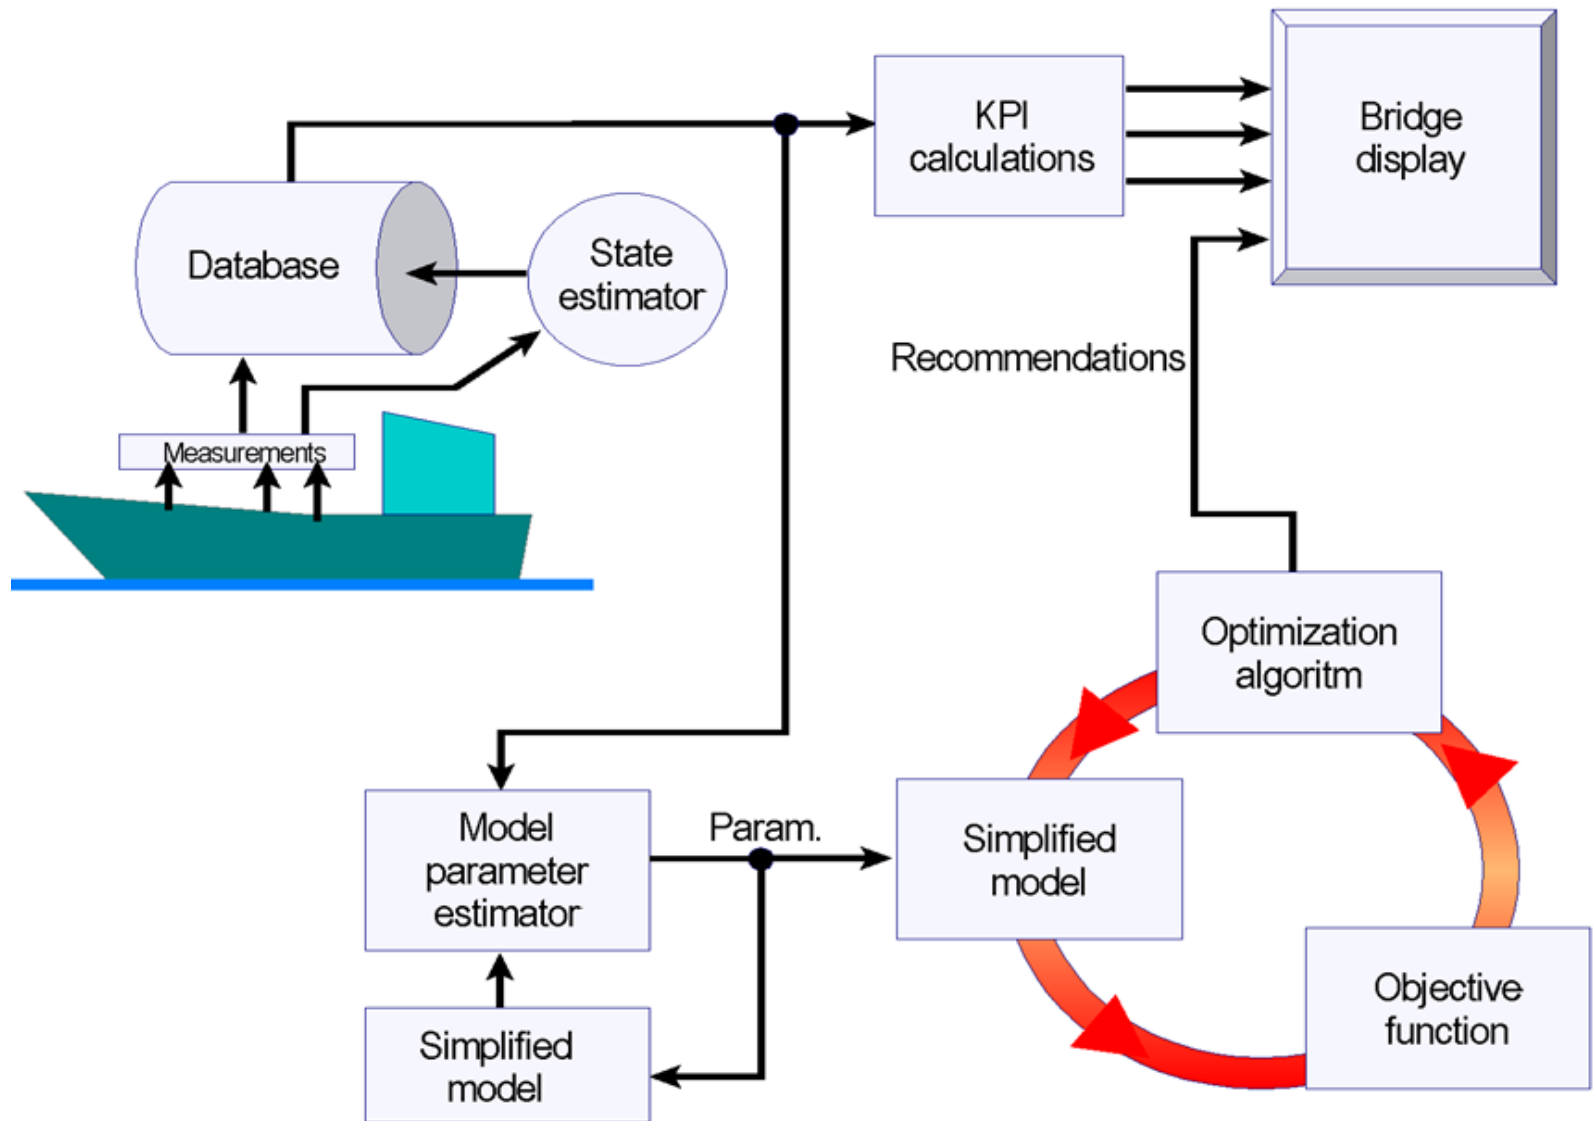 KPI
calculations
Bridge
display
Database
State
estimator
Recommendations
Measurements
Optimization
algoritm
Model
parameter
estimator
Param.
Simplified
model
Simplified
model
Objective
function